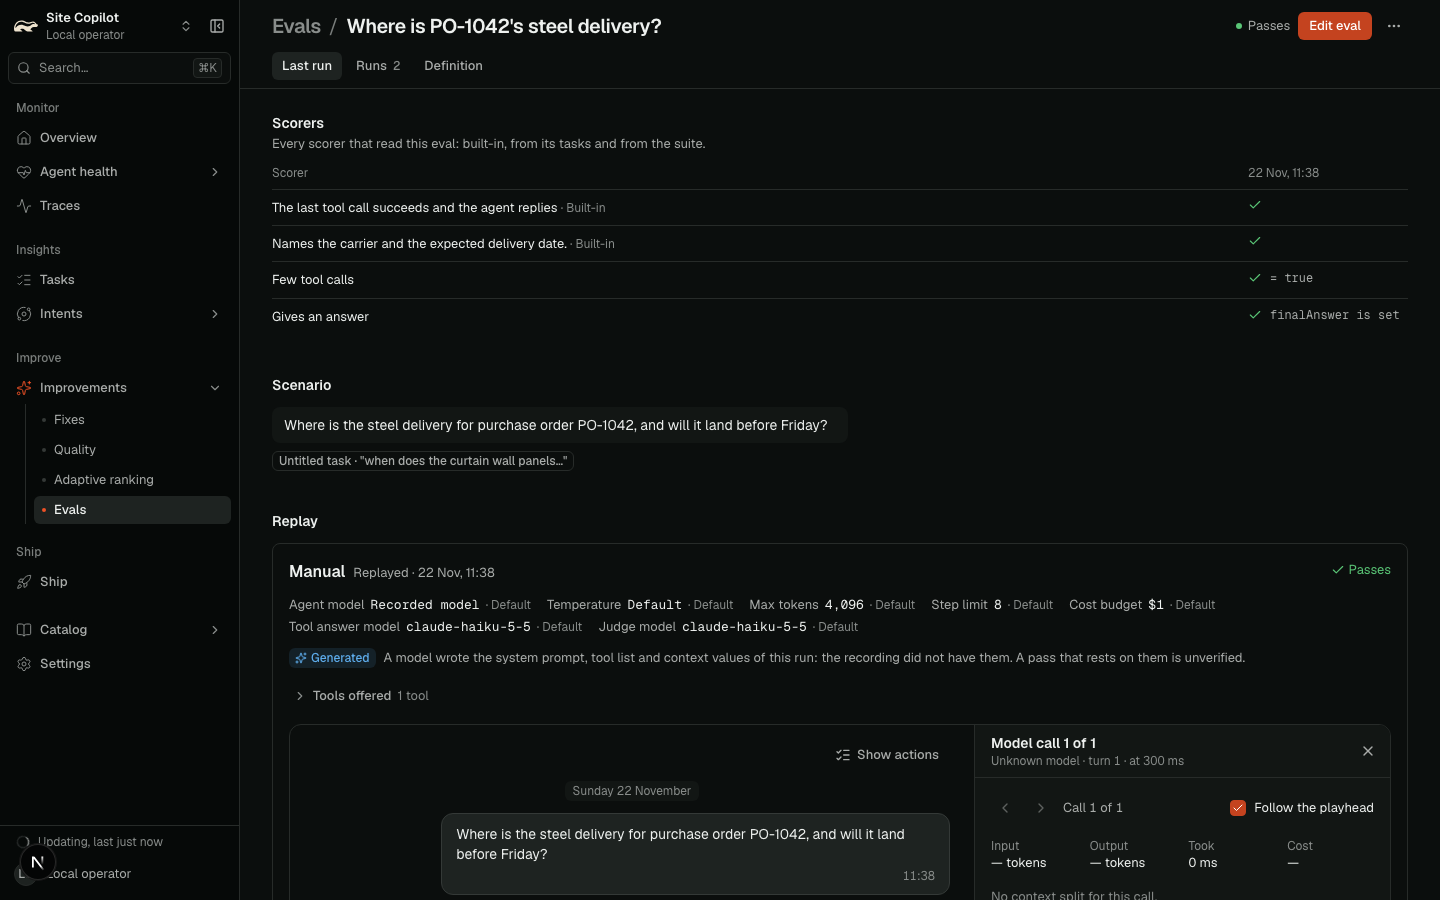 Site Copilot
Local operator
Search...
⌘K
Monitor
Overview
Agent health
Traces
Insights
Tasks
Intents
Improve
Improvements
Fixes
Quality
Adaptive ranking
Evals
Ship
Ship
Catalog
Settings
Updating, last just now
N
Local operator
Evals / Where is PO-1042's steel delivery?
Passes
Edit eval
Last run
Runs 2
Definition
Scorers
Every scorer that read this eval: built-in, from its tasks and from the suite.
Scorer 22 Nov, 11:38
The last tool call succeeds and the agent replies · Built-in
Names the carrier and the expected delivery date. · Built-in
Few tool calls = true
Gives an answer finalAnswer is set
Scenario
Where is the steel delivery for purchase order PO-1042, and will it land before Friday?
Untitled task · "when does the curtain wall panels..."
Replay
Manual Replayed · 22 Nov, 11:38
Passes
Agent model Recorded model · Default Temperature Default · Default Max tokens 4,096 · Default Step limit 8 · Default Cost budget $1 · Default
Tool answer model claude-haiku-5-5 · Default Judge model claude-haiku-5-5 · Default
Generated A model wrote the system prompt, tool list and context values of this run: the recording did not have them. A pass that rests on them is unverified.
Tools offered 1 tool
Show actions
Sunday 22 November
Where is the steel delivery for purchase order PO-1042, and will it land
before Friday?
11:38
Model call 1 of 1
Unknown model · turn 1 · at 300 ms
Call 1 of 1
Follow the playhead
Input Output Took Cost
— tokens — tokens 0 ms —
No context split for this call.